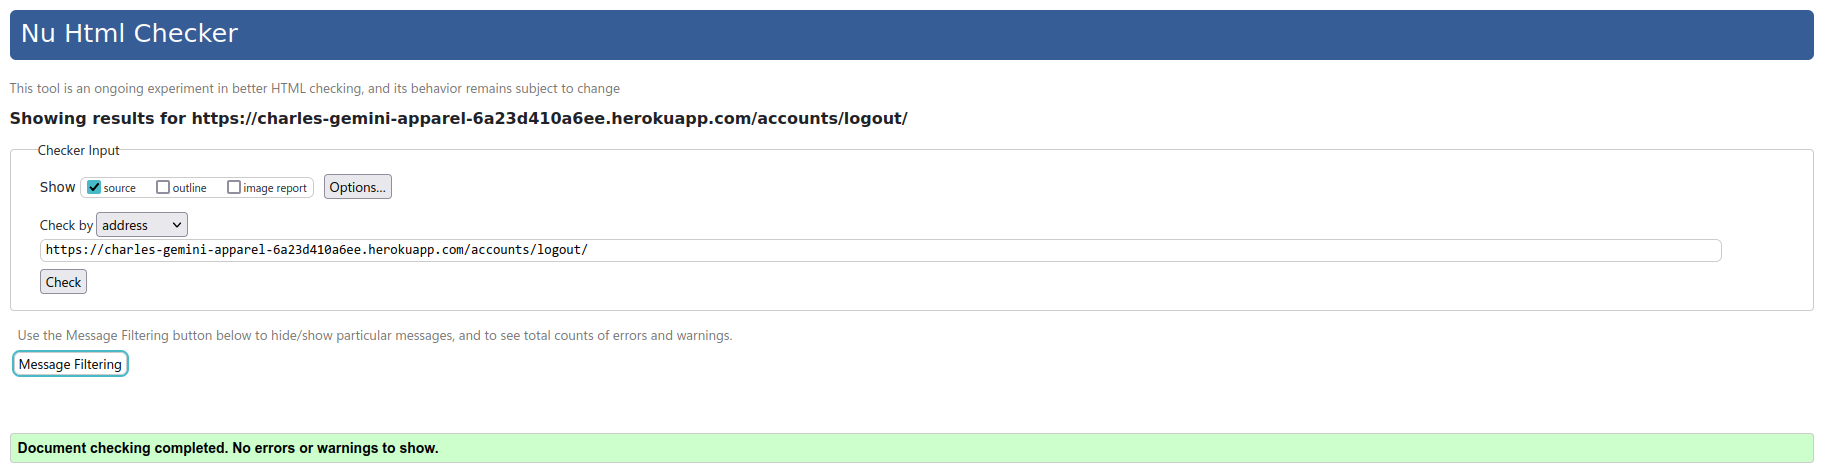 Nu Html Checker
This tool is an ongoing experiment in better HTML checking, and its behavior remains subject to change
Showing results for https://charles-gemini-apparel-6a23d410a6ee.herokuapp.com/accounts/logout/
Checker Input
Show source outline image report Options...
Check by address
https://charles-gemini-apparel-6a23d410a6ee.herokuapp.com/accounts/logout/
Check
Use the Message Filtering button below to hide/show particular messages, and to see total counts of errors and warnings.
Message Filtering
Document checking completed. No errors or warnings to show.